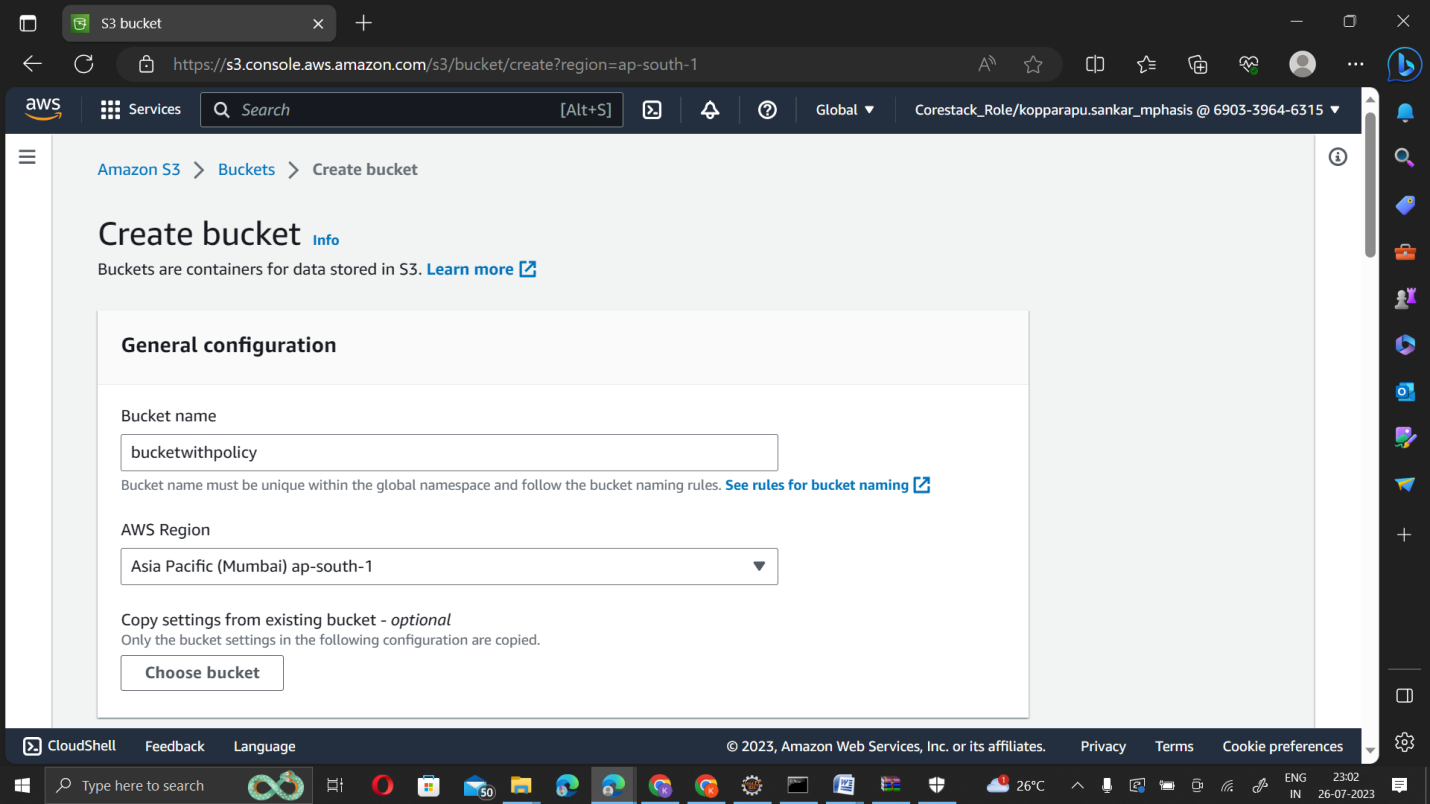 S3 bucket
https://s3.console.aws.amazon.com/s3/bucket/create?region=ap-south-1
aws Services Search [Alt+S] Global Corestack_Role/kopparapu.sankar_mphasis @ 6903-3964-6315
Amazon S3 Buckets Create bucket
Create bucket Info
Buckets are containers for data stored in S3. Learn more
General configuration
Bucket name
bucketwithpolicy
Bucket name must be unique within the global namespace and follow the bucket naming rules. See rules for bucket naming
AWS Region
Asia Pacific (Mumbai) ap-south-1
Copy settings from existing bucket - optional
Only the bucket settings in the following configuration are copied.
Choose bucket
CloudShell Feedback Language © 2023, Amazon Web Services, Inc. or its affiliates. Privacy Terms Cookie preferences
Type here to search 50 1 26°C ENG IN 23:02 26-07-2023